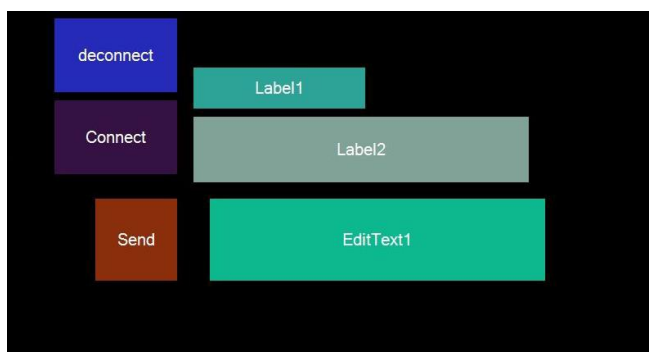 deconnect
Label1
Connect
Label2
Send
EditText1